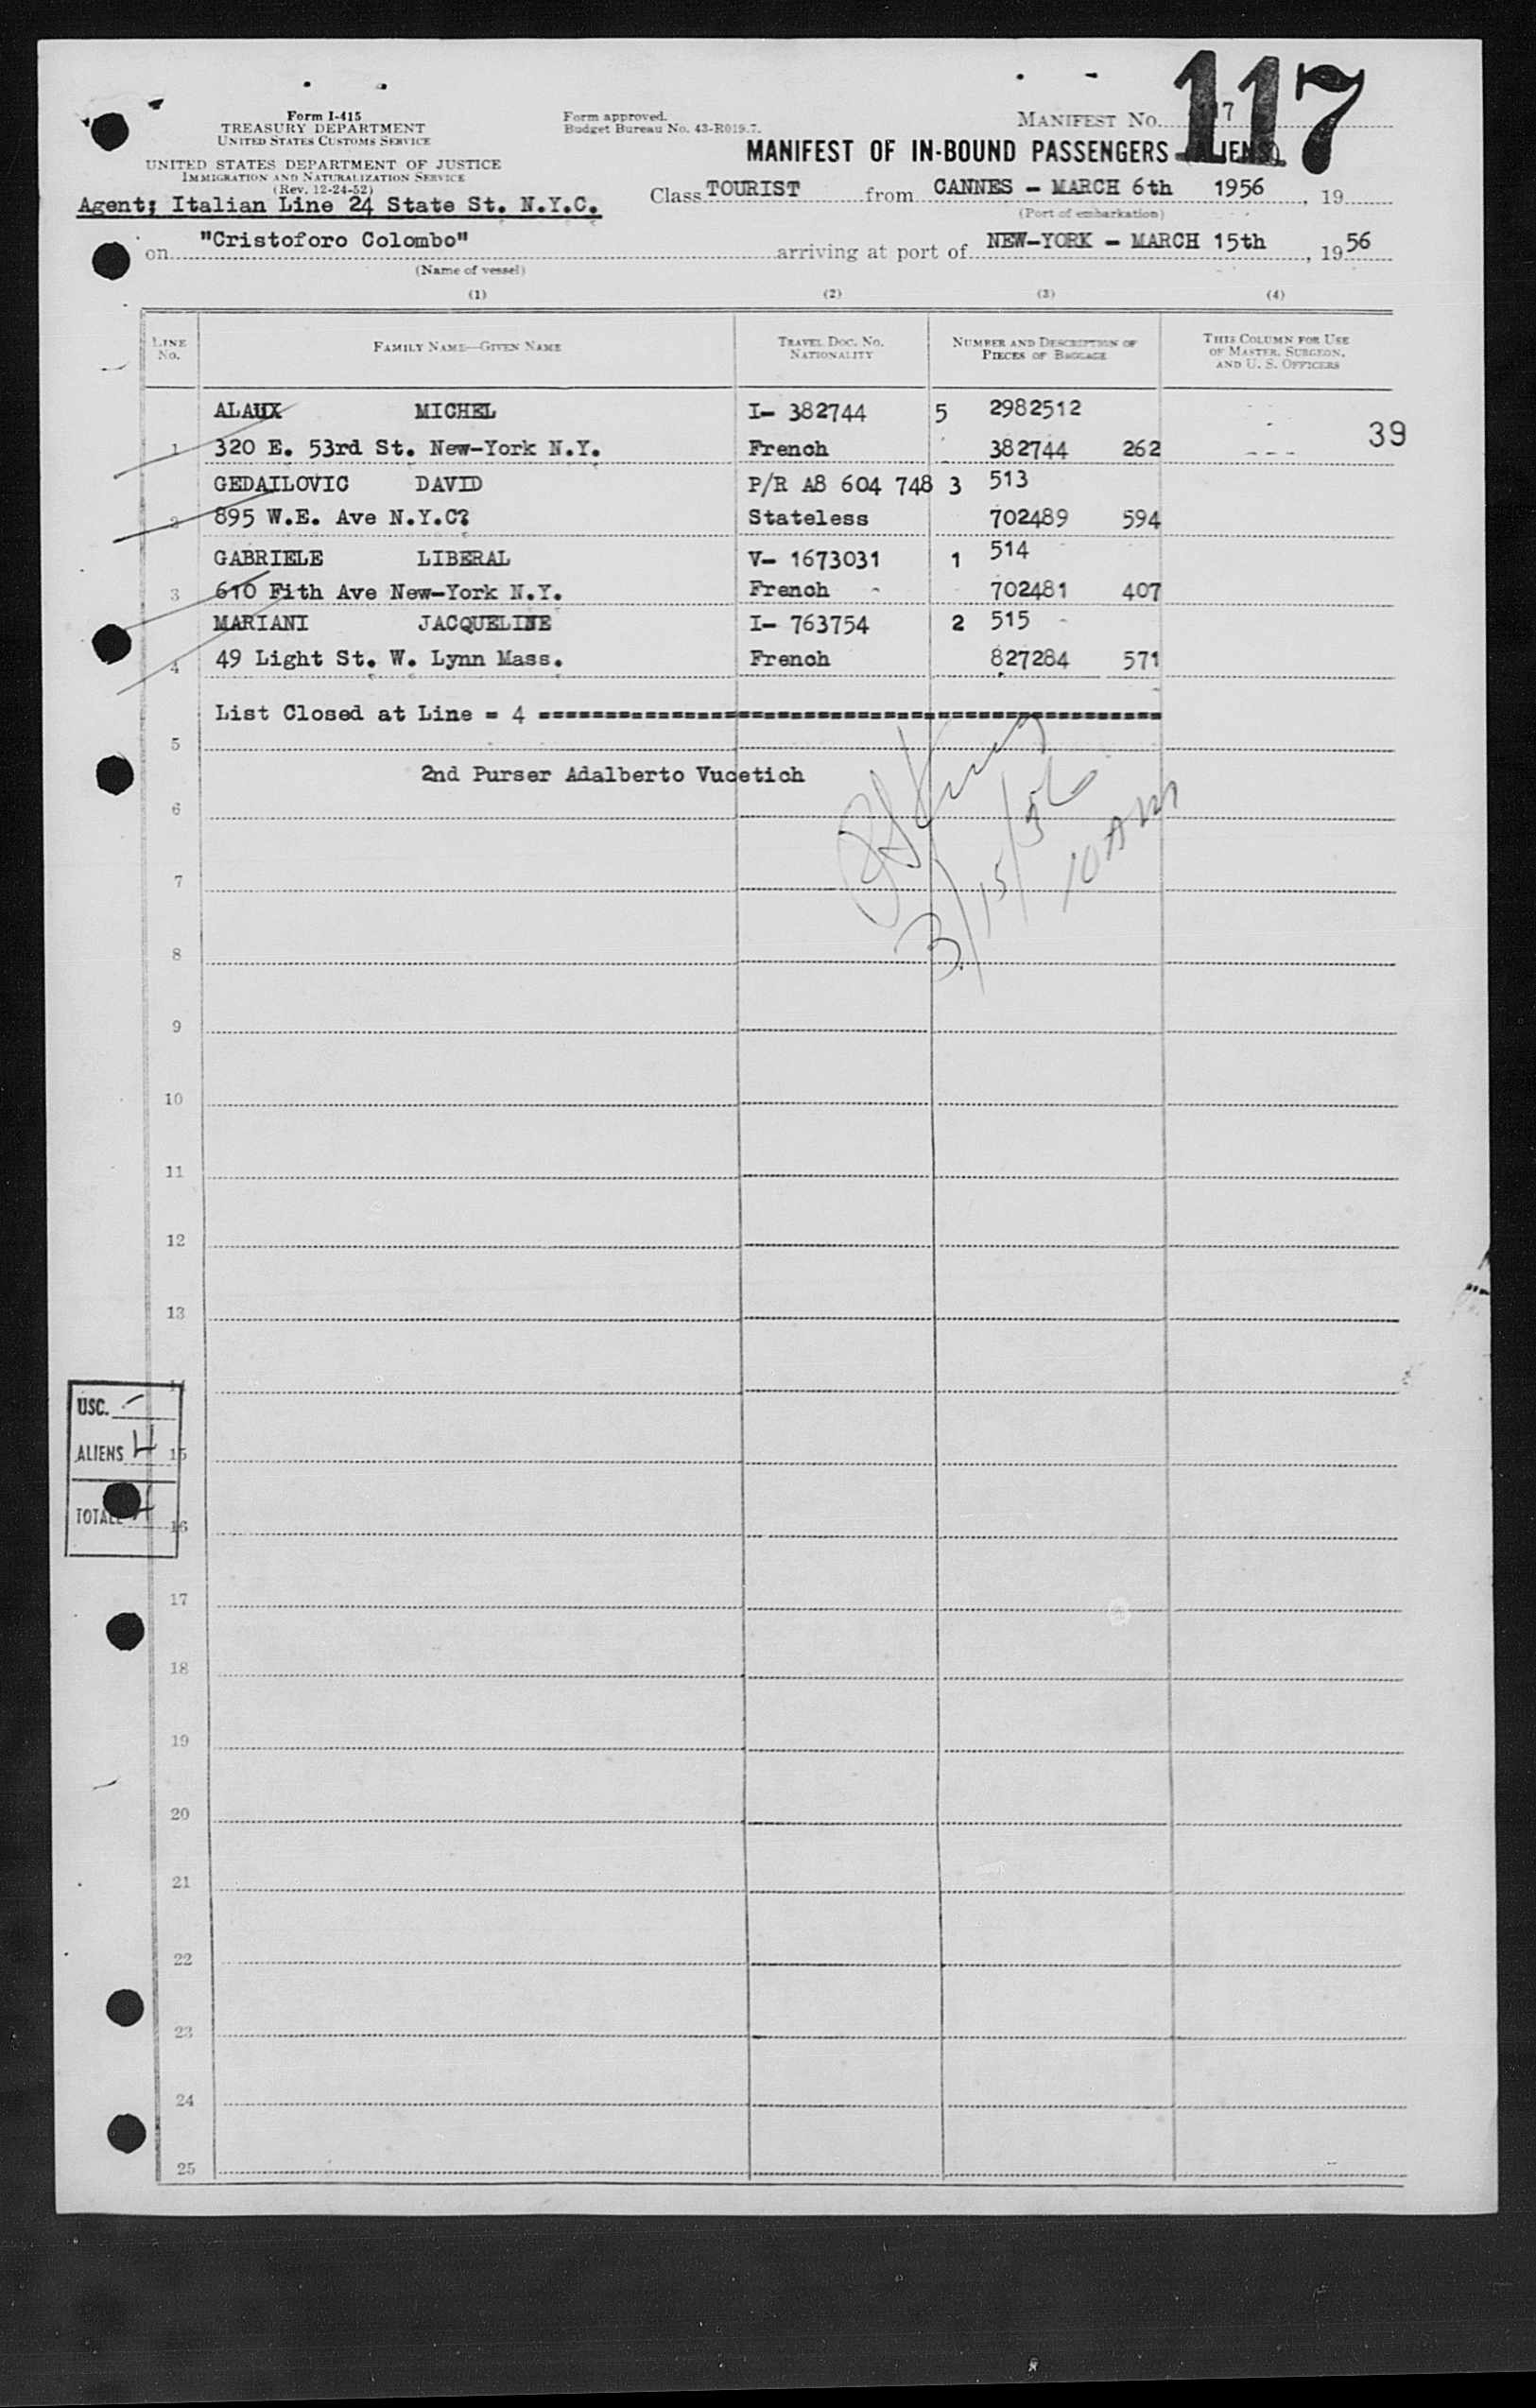 117
Form I-415
TREASURY DEPARTMENT
UNITED STATES CUSTOMS SERVICE
UNITED STATES DEPARTMENT OF JUSTICE
IMMIGRATION AND NATURALIZATION SERVICE
(Rev. 12-24-52)
Agent; Italian Line 24 State St. N.Y.C.
Form approved.
Budget Bureau No. 43-R019.7.
MANIFEST No. 7
MANIFEST OF IN-BOUND PASSENGERS (ALIENS)
Class TOURIST from CANNES - MARCH 6th 1956, 19
(Port of embarkation)
on "Cristoforo Colombo" arriving at port of NEW-YORK - MARCH 15th, 1956
(Name of vessel)
(1) (2) (3) (4)
LINE No. FAMILY NAME—GIVEN NAME TRAVEL DOC. No. NATIONALITY NUMBER AND DESCRIPTION OF PIECES OF BAGGAGE THIS COLUMN FOR USE OF MASTER, SURGEON, AND U. S. OFFICERS
ALAUX MICHEL I- 382744 5 2982512
1 320 E. 53rd St. New-York N.Y. French 382744 262 --- 39
GEDAILOVIC DAVID P/R A8 604 748 3 513
2 895 W.E. Ave N.Y.C? Stateless 702489 594
GABRIELE LIBERAL V- 1673031 1 514
3 610 Fith Ave New-York N.Y. French - 702481 407
MARIANI JACQUELINE I- 763754 2 515 -
4 49 Light St. W. Lynn Mass. French 827284 571
List Closed at Line = 4 ================================================
5
2nd Purser Adalberto Vucetich
6
3/15/56
10 AM
7
8
9
10
11
12
13
14
USC. -
ALIENS 4 15
TOTAL 4 16
17
18
19
20
21
22
23
24
25